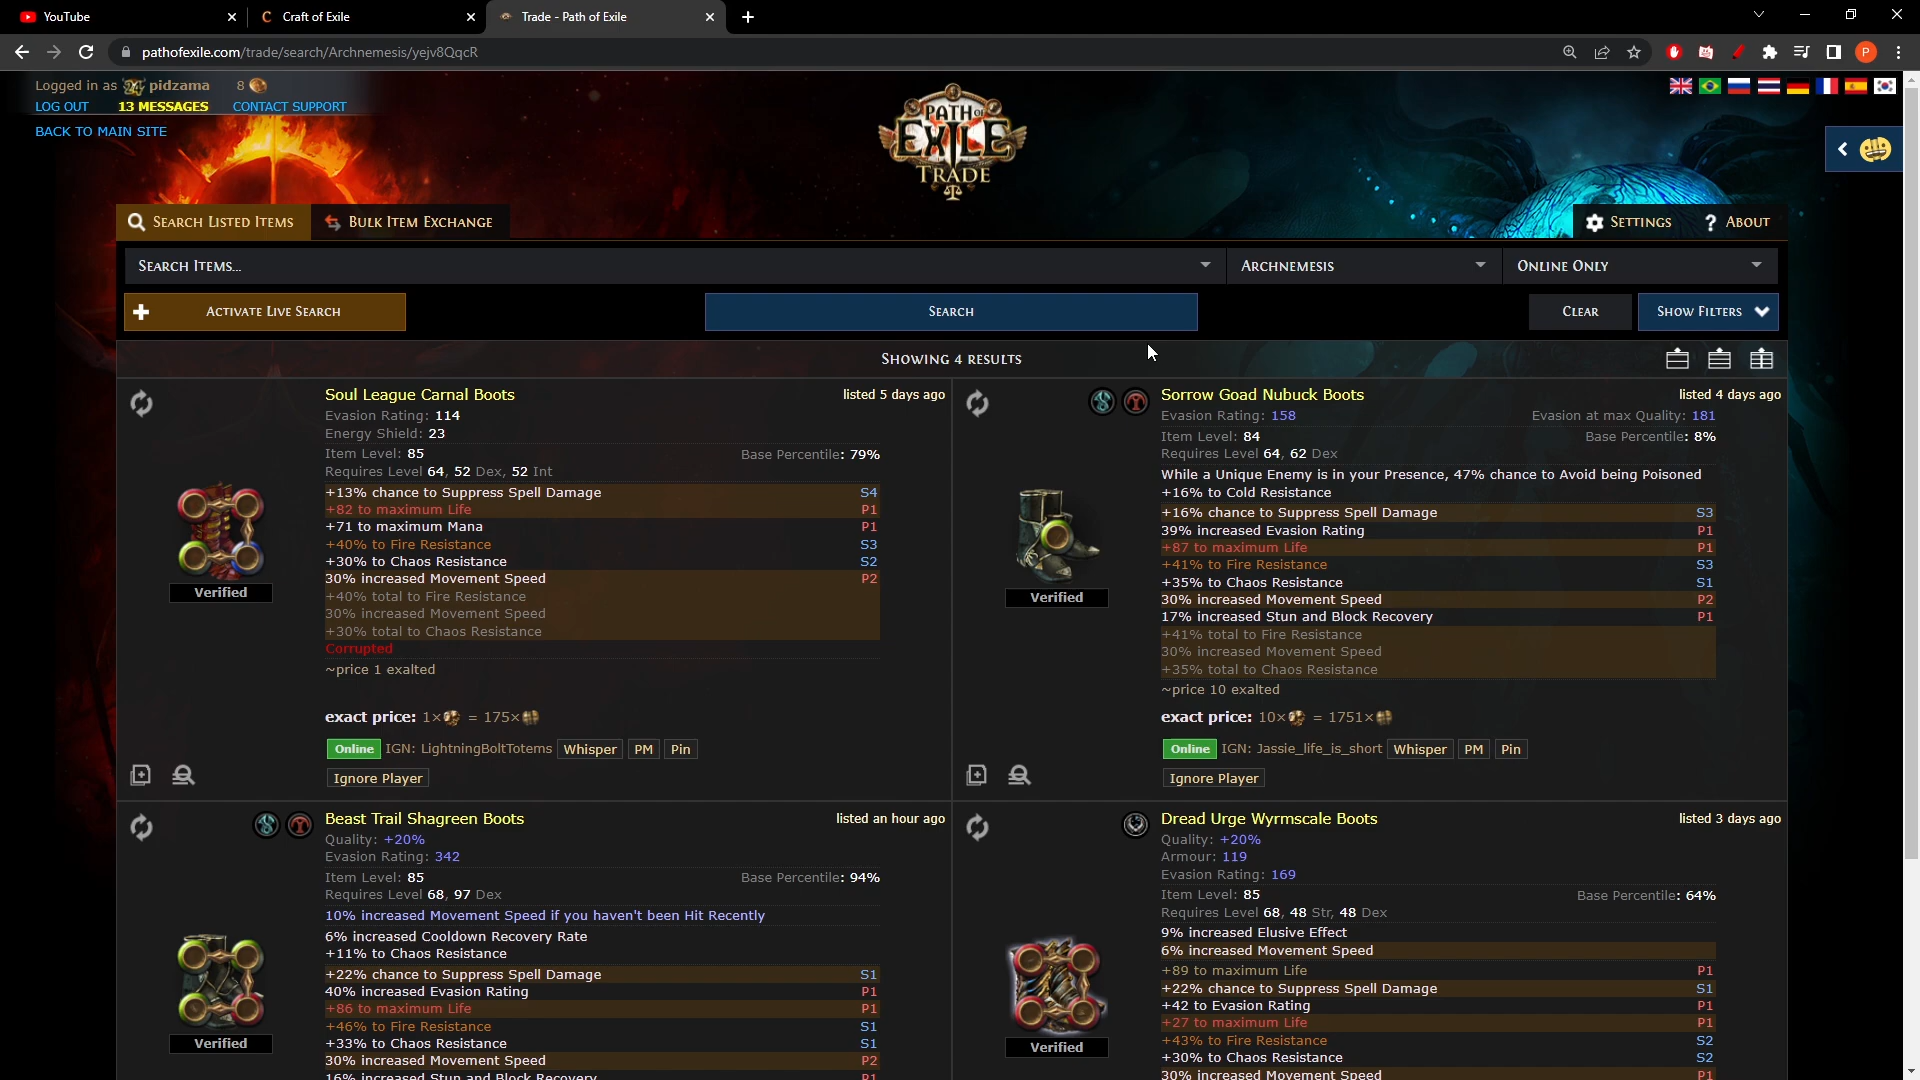 YouTube
Craft of Exile
Trade - Path of Exile
pathofexile.com/trade/search/Archnemesis/yejv8QqcR
P
Logged in as pidzama 8
LOG OUT 13 MESSAGES CONTACT SUPPORT
BACK TO MAIN SITE
PATH OF
EXILE
TRADE
SEARCH LISTED ITEMS
BULK ITEM EXCHANGE
SETTINGS
? ABOUT
SEARCH ITEMS...
ARCHNEMESIS
ONLINE ONLY
ACTIVATE LIVE SEARCH
SEARCH
CLEAR
SHOW FILTERS
SHOWING 4 RESULTS
Soul League Carnal Boots
listed 5 days ago
Evasion Rating: 114
Energy Shield: 23
Item Level: 85
Base Percentile: 79%
Requires Level 64, 52 Dex, 52 Int
+13% chance to Suppress Spell Damage S4
+82 to maximum Life P1
+71 to maximum Mana P1
+40% to Fire Resistance S3
+30% to Chaos Resistance S2
30% increased Movement Speed P2
+40% total to Fire Resistance
30% increased Movement Speed
+30% total to Chaos Resistance
Corrupted
~price 1 exalted
Verified
exact price: 1× = 175×
Online IGN: LightningBoltTotems Whisper PM Pin
Ignore Player
Sorrow Goad Nubuck Boots
listed 4 days ago
Evasion Rating: 158
Evasion at max Quality: 181
Item Level: 84
Base Percentile: 8%
Requires Level 64, 62 Dex
While a Unique Enemy is in your Presence, 47% chance to Avoid being Poisoned
+16% to Cold Resistance
+16% chance to Suppress Spell Damage S3
39% increased Evasion Rating P1
+87 to maximum Life P1
+41% to Fire Resistance S3
+35% to Chaos Resistance S1
30% increased Movement Speed P2
17% increased Stun and Block Recovery P1
+41% total to Fire Resistance
30% increased Movement Speed
+35% total to Chaos Resistance
~price 10 exalted
Verified
exact price: 10× = 1751×
Online IGN: Jassie_life_is_short Whisper PM Pin
Ignore Player
Beast Trail Shagreen Boots
listed an hour ago
Quality: +20%
Evasion Rating: 342
Item Level: 85
Base Percentile: 94%
Requires Level 68, 97 Dex
10% increased Movement Speed if you haven't been Hit Recently
6% increased Cooldown Recovery Rate
+11% to Chaos Resistance
+22% chance to Suppress Spell Damage S1
40% increased Evasion Rating P1
+86 to maximum Life P1
+46% to Fire Resistance S1
+33% to Chaos Resistance S1
30% increased Movement Speed P2
16% increased Stun and Block Recovery P1
Verified
Dread Urge Wyrmscale Boots
listed 3 days ago
Quality: +20%
Armour: 119
Evasion Rating: 169
Item Level: 85
Base Percentile: 64%
Requires Level 68, 48 Str, 48 Dex
9% increased Elusive Effect
6% increased Movement Speed
+89 to maximum Life P1
+22% chance to Suppress Spell Damage S1
+42 to Evasion Rating P1
+27 to maximum Life P1
+43% to Fire Resistance S2
+30% to Chaos Resistance S2
30% increased Movement Speed P1
Verified